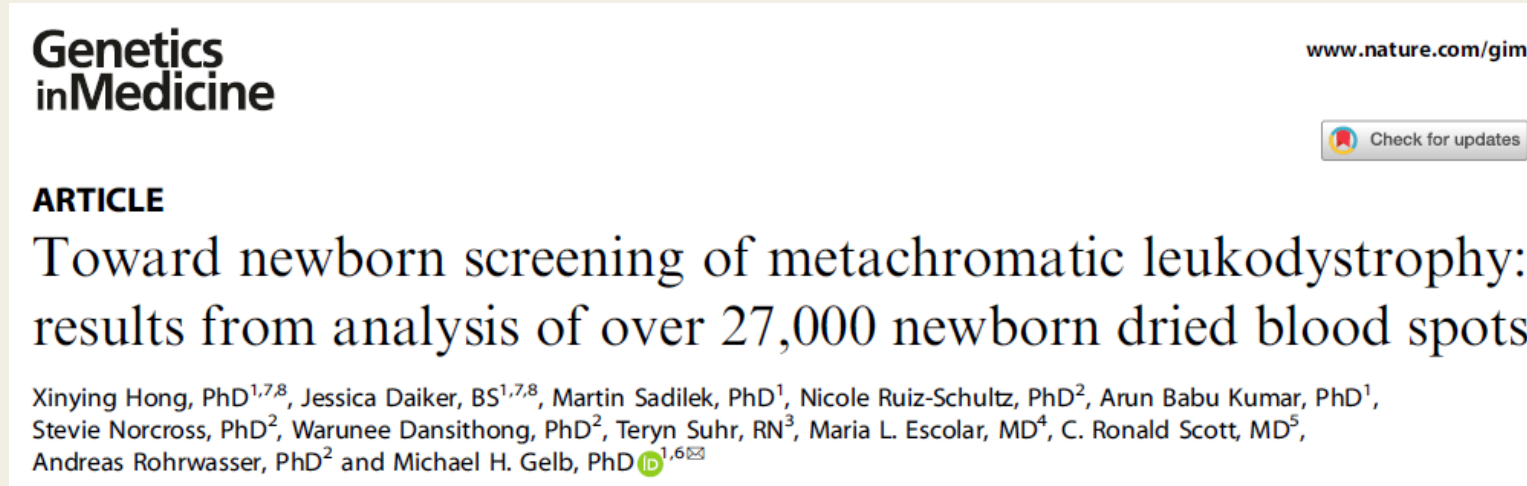 Genetics
inMedicine
www.nature.com/gim
Check for updates
ARTICLE
Toward newborn screening of metachromatic leukodystrophy:
results from analysis of over 27,000 newborn dried blood spots
Xinying Hong, PhD1,7,8, Jessica Daiker, BS1,7,8, Martin Sadilek, PhD1, Nicole Ruiz-Schultz, PhD2, Arun Babu Kumar, PhD1,
Stevie Norcross, PhD2, Warunee Dansithong, PhD2, Teryn Suhr, RN3, Maria L. Escolar, MD4, C. Ronald Scott, MD5,
Andreas Rohrwasser, PhD2 and Michael H. Gelb, PhD iD 1,6✉